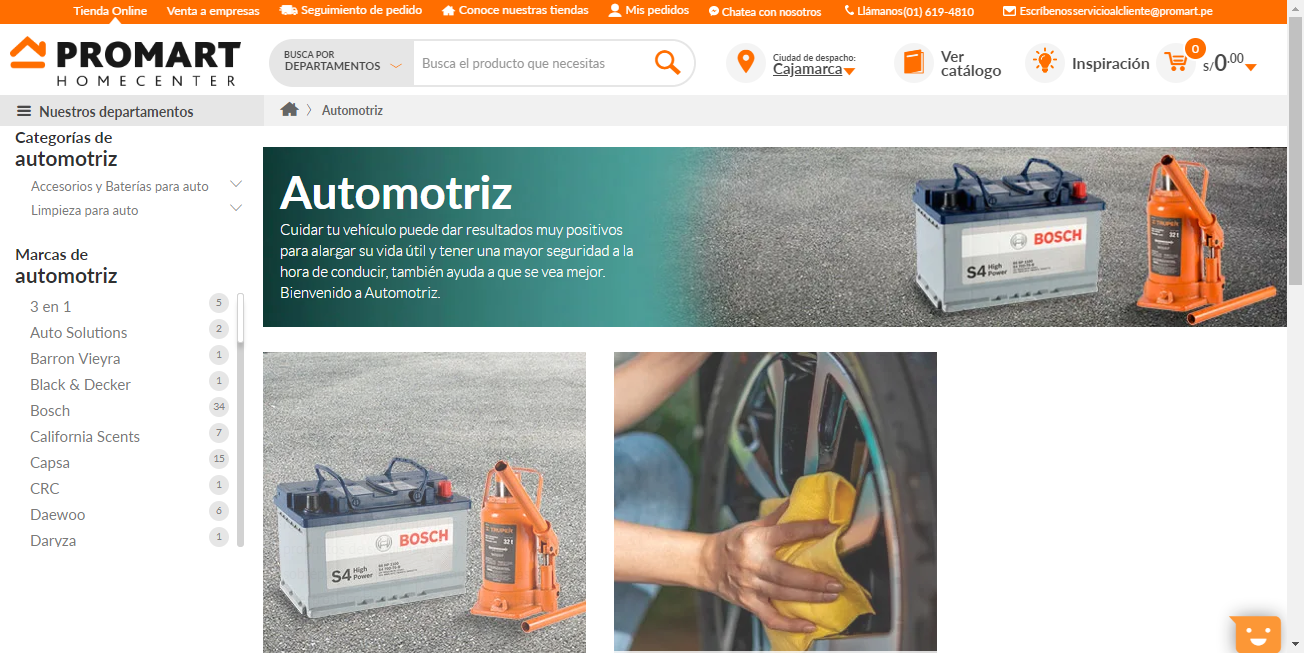 Tienda Online Venta a empresas Seguimiento de pedido Conoce nuestras tiendas Mis pedidos Chatea con nosotros Llámanos(01) 619-4810 Escríbenosservicioalcliente@promart.pe
PROMART
HOMECENTER
BUSCA POR
DEPARTAMENTOS
Busca el producto que necesitas
Ciudad de despacho:
Cajamarca
Ver
catálogo
Inspiración
0
s/0.00
Nuestros departamentos
Automotriz
Categorías de
automotriz
Accesorios y Baterías para auto
Limpieza para auto
Marcas de
automotriz
3 en 1 5
Auto Solutions 2
Barron Vieyra 1
Black & Decker 1
Bosch 34
California Scents 7
Capsa 15
CRC 1
Daewoo 6
Daryza 1
Automotriz
Cuidar tu vehículo puede dar resultados muy positivos
para alargar su vida útil y tener una mayor seguridad a la
hora de conducir, también ayuda a que se vea mejor.
Bienvenido a Automotriz.
BOSCH
S4 High
Power
TRUPER
32 t
BOSCH
S4 High
Power
TRUPER
32 t